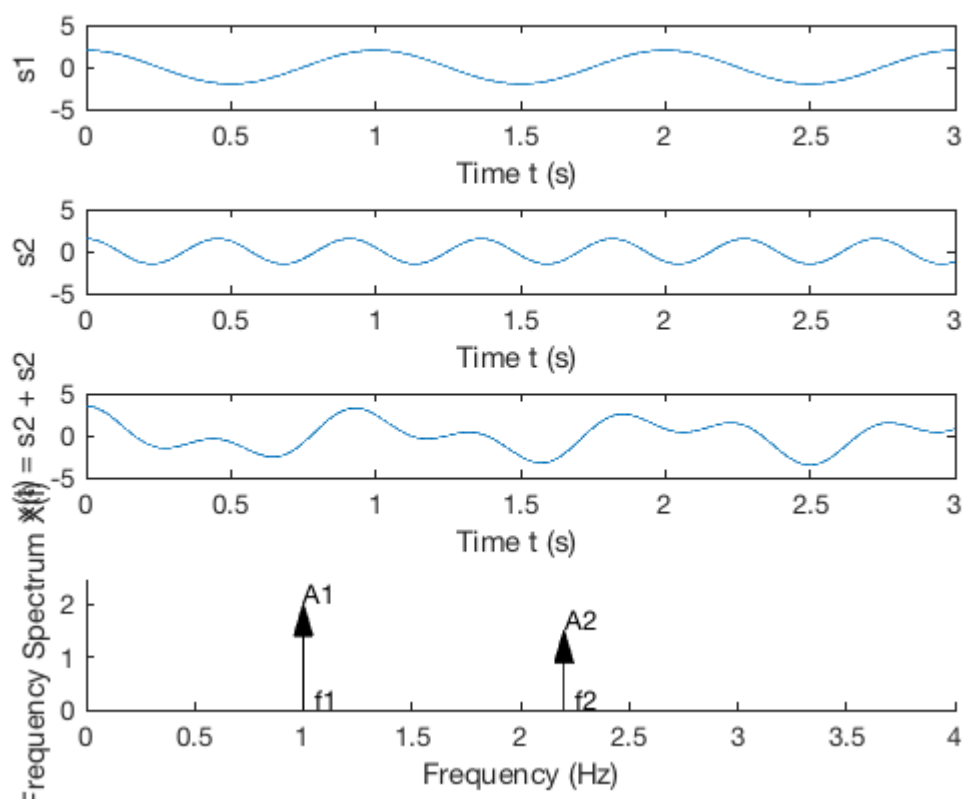 5
0
-5
s1
0 0.5 1 1.5 2 2.5 3
Time t (s)
5
0
-5
s2
0 0.5 1 1.5 2 2.5 3
Time t (s)
5
0
-5
= s2 + s2
0 0.5 1 1.5 2 2.5 3
Time t (s)
2
1
0
Frequency Spectrum
A1
A2
f1
f2
0 0.5 1 1.5 2 2.5 3 3.5 4
Frequency (Hz)